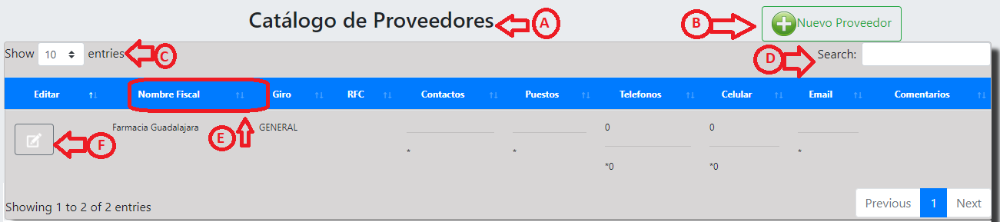 Catálogo de Proveedores A B Nuevo Proveedor
Show 10 entries C D Search:
Editar Nombre Fiscal Giro RFC Contactos Puestos Telefonos Celular Email Comentarios
Farmacia Guadalajara E GENERAL 0 0
F * * *
*0 *0
Showing 1 to 2 of 2 entries Previous 1 Next